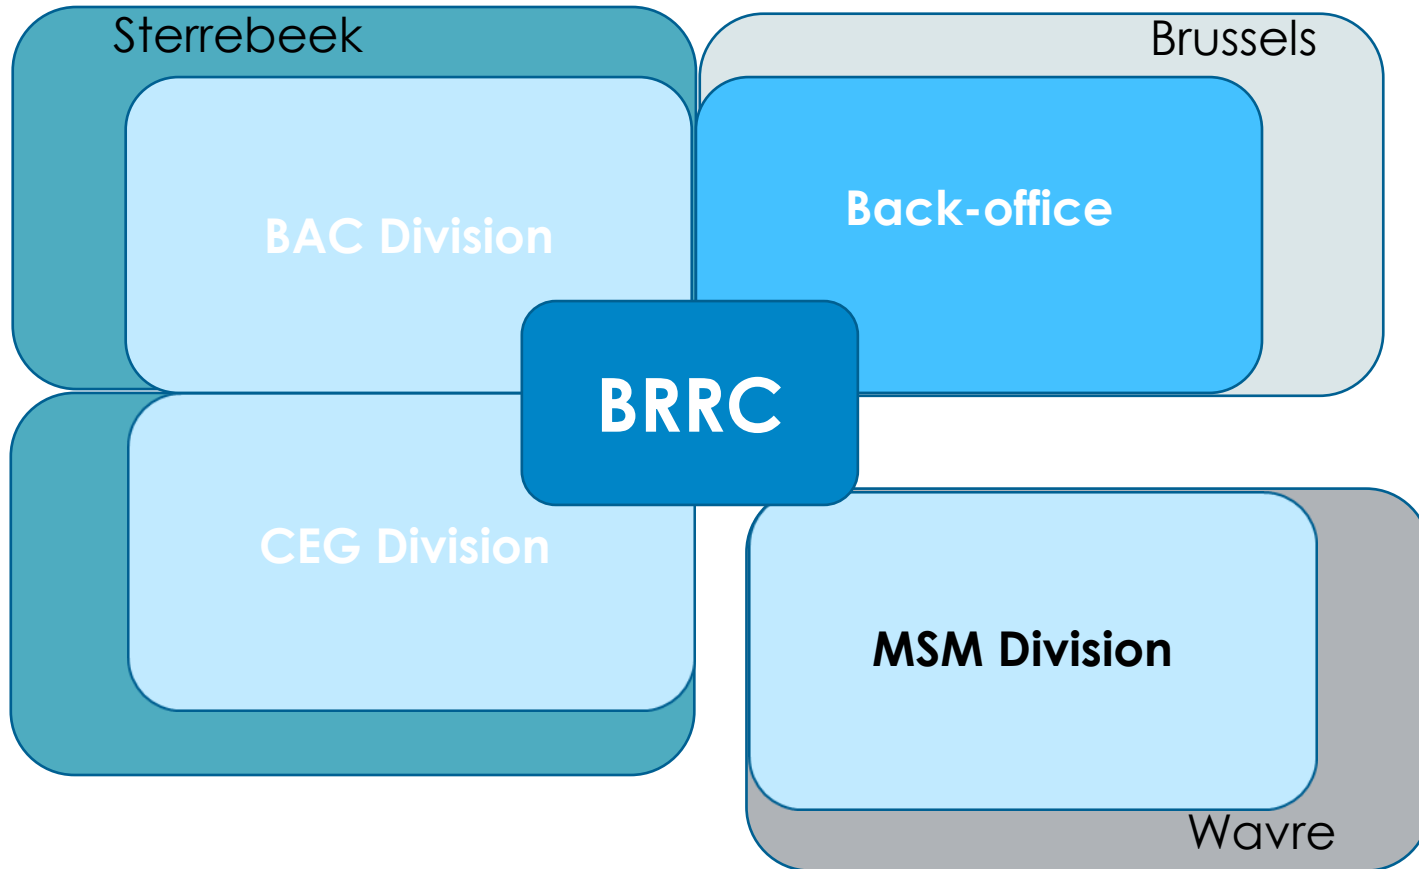 Sterrebeek
Brussels
BAC Division
Back-office
BRRC
CEG Division
MSM Division
Wavre